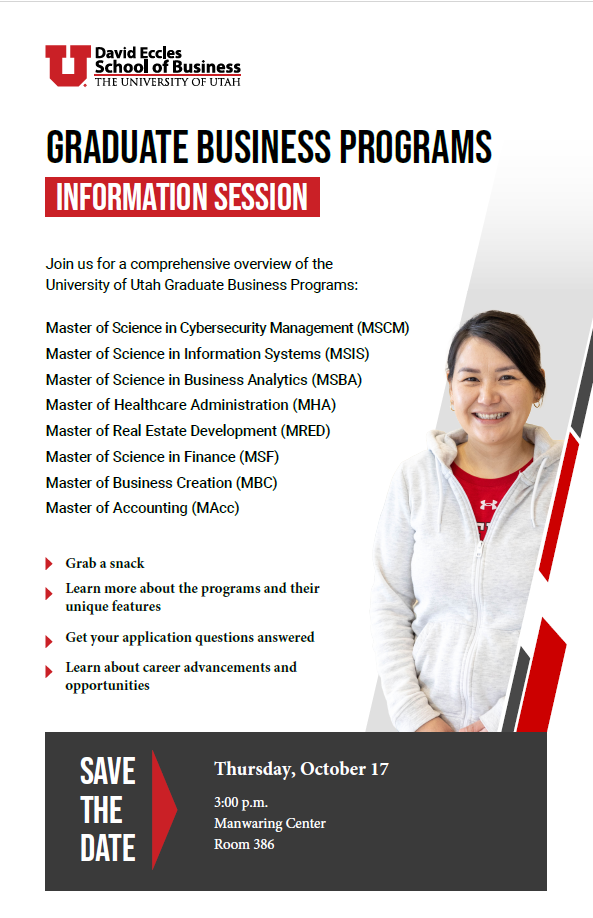 David Eccles
School of Business
THE UNIVERSITY OF UTAH
GRADUATE BUSINESS PROGRAMS
INFORMATION SESSION
Join us for a comprehensive overview of the
University of Utah Graduate Business Programs:
Master of Science in Cybersecurity Management (MSCM)
Master of Science in Information Systems (MSIS)
Master of Science in Business Analytics (MSBA)
Master of Healthcare Administration (MHA)
Master of Real Estate Development (MRED)
Master of Science in Finance (MSF)
Master of Business Creation (MBC)
Master of Accounting (MAcc)
Grab a snack
Learn more about the programs and their
unique features
Get your application questions answered
Learn about career advancements and
opportunities
SAVE
THE
DATE
Thursday, October 17
3:00 p.m.
Manwaring Center
Room 386